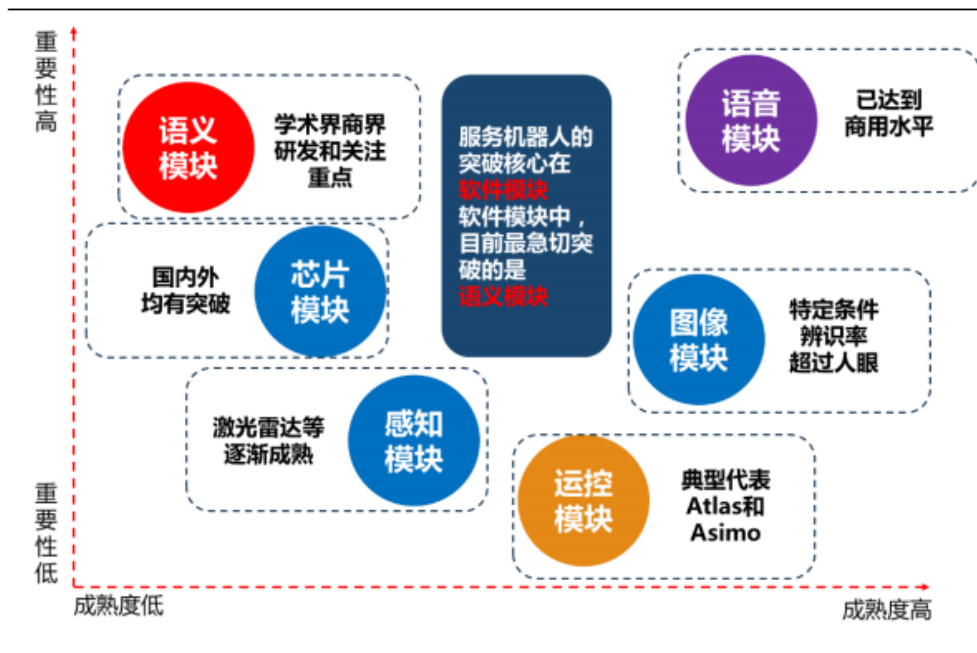 重要性高
语义
模块
学术界商界
研发和关注
重点
服务机器人的
突破核心在
软件模块
软件模块中，
目前最急切突
破的是
语义模块
语音
模块
已达到
商用水平
国内外
均有突破
芯片
模块
图像
模块
特定条件
辨识率
超过人眼
激光雷达等
逐渐成熟
感知
模块
运控
模块
典型代表
Atlas和
Asimo
重要性低
成熟度低
成熟度高